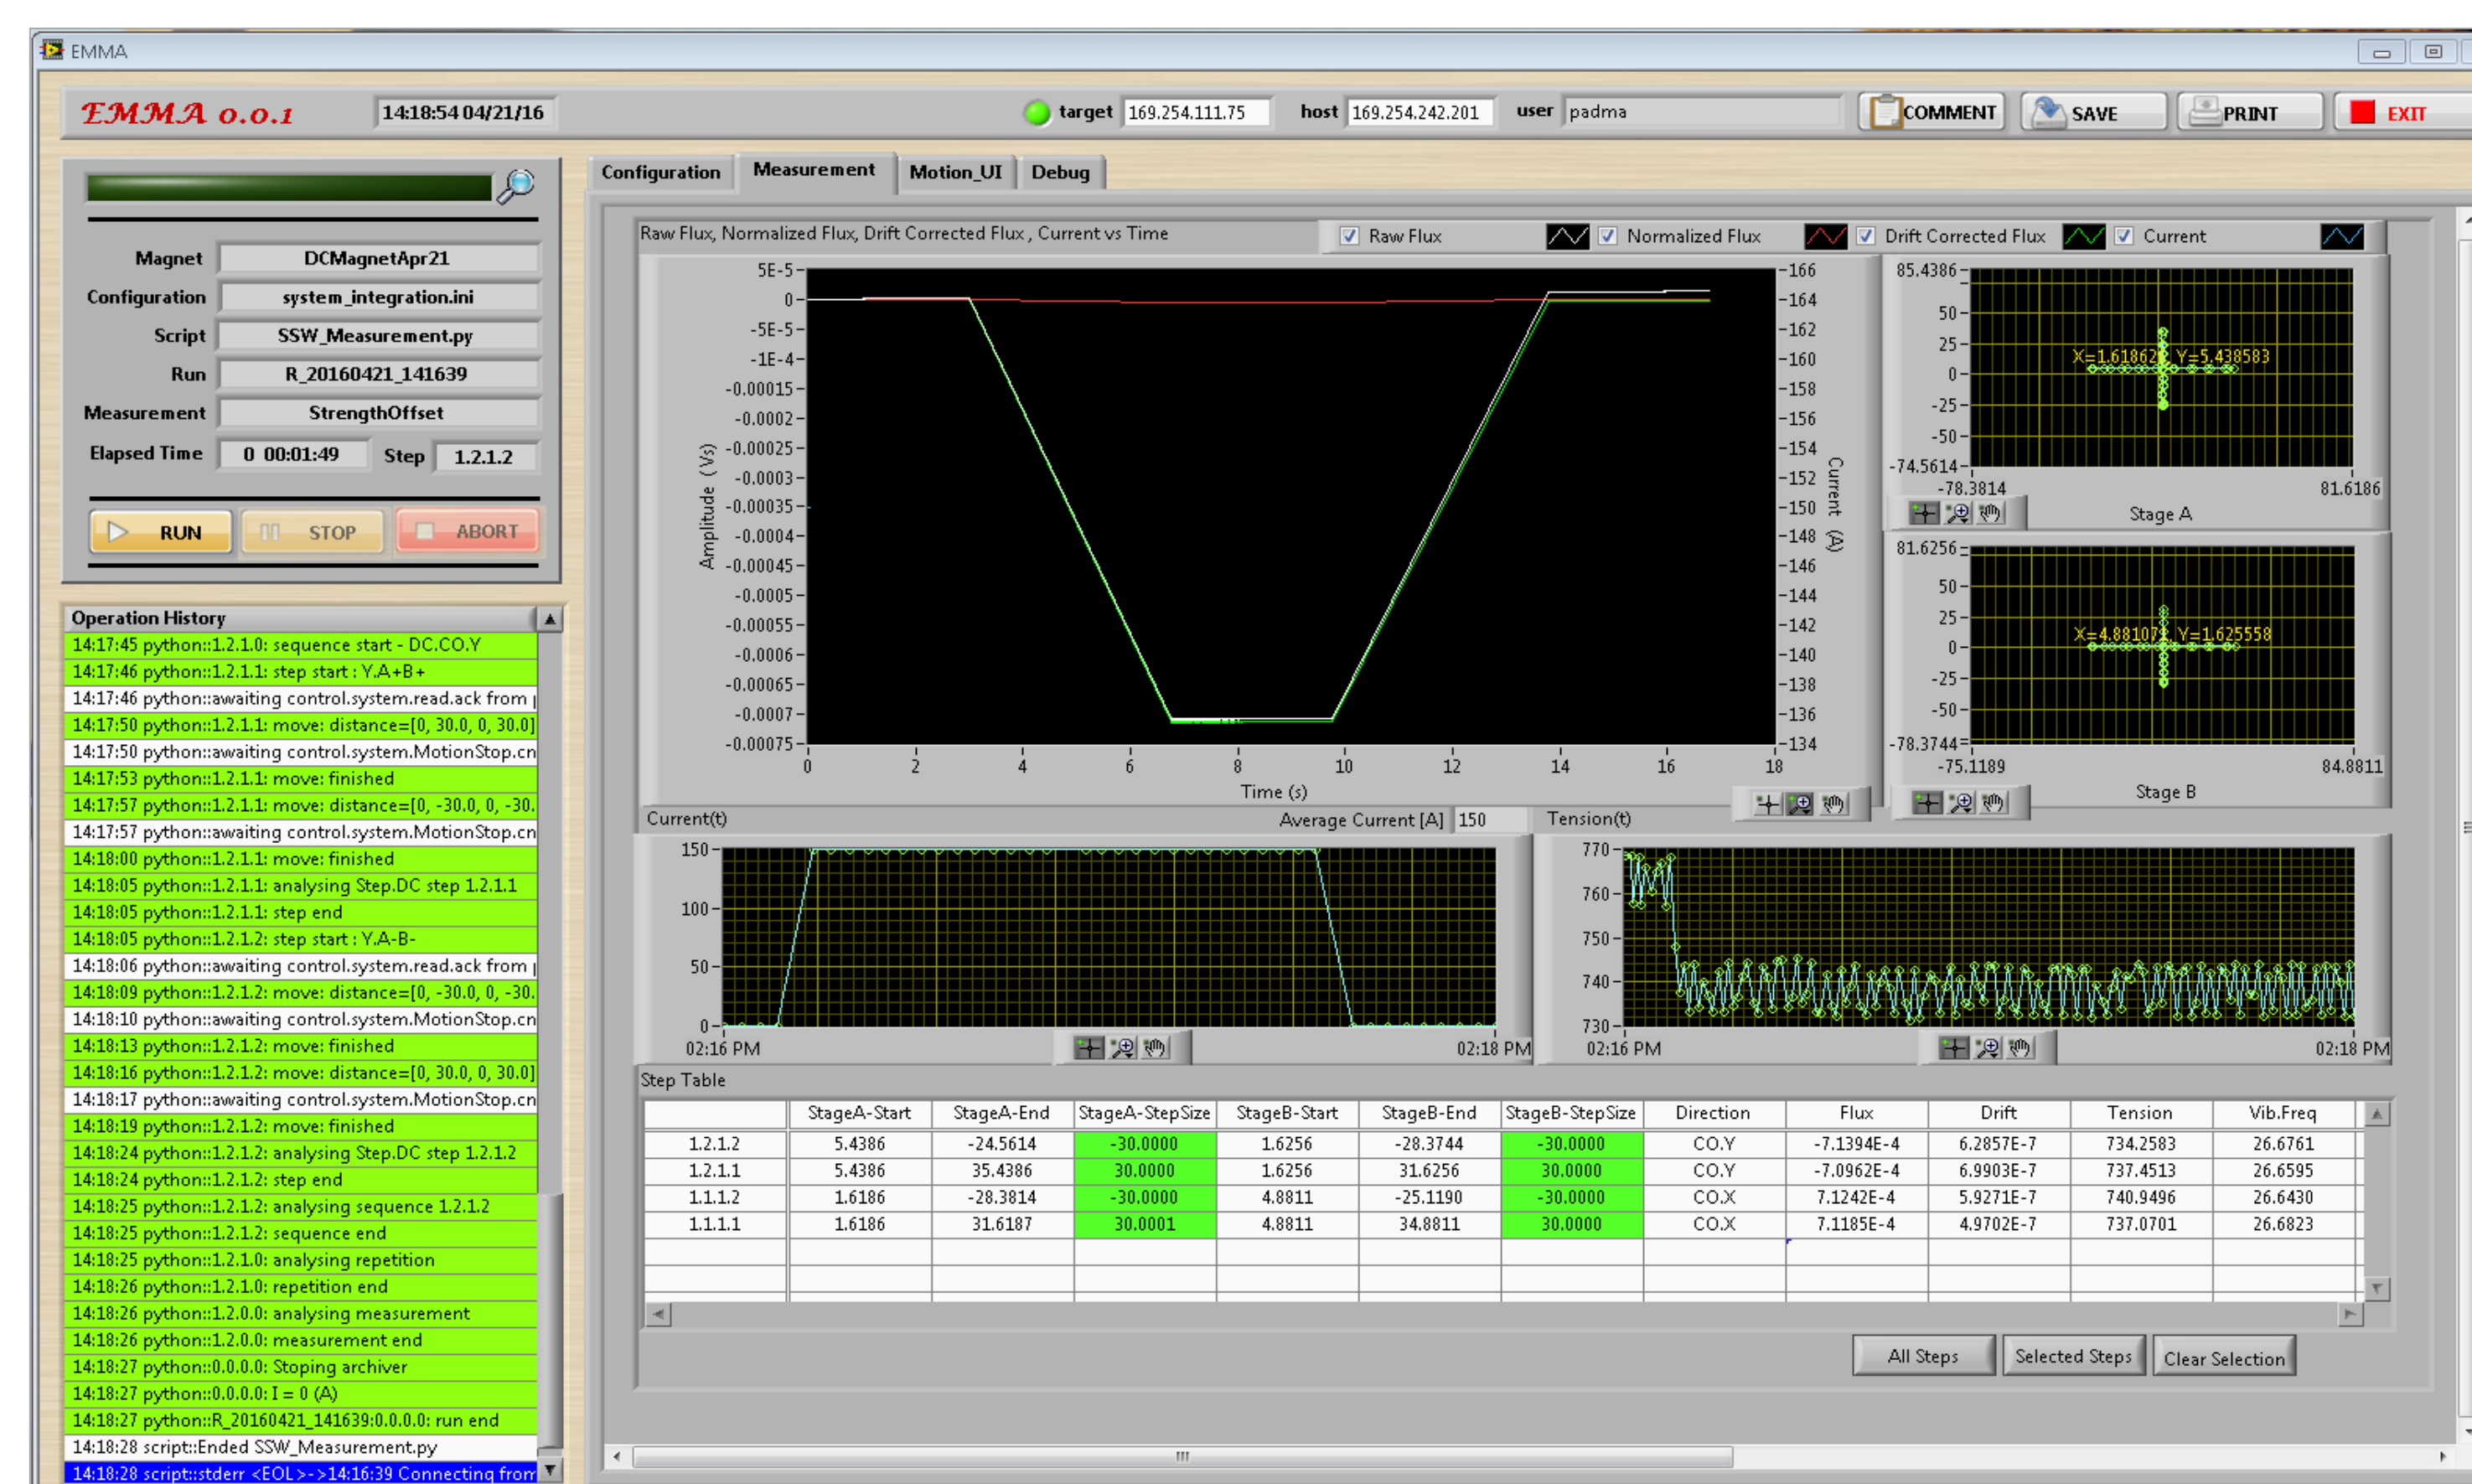 EMMA
EMMA 0.0.1
14:18:54 04/21/16
target 169.254.111.75 host 169.254.242.201 user padma
COMMENT SAVE PRINT EXIT
Magnet DCMagnetApr21
Configuration system_integration.ini
Script SSW_Measurement.py
Run R_20160421_141639
Measurement StrengthOffset
Elapsed Time 0 00:01:49 Step 1.2.1.2
RUN STOP ABORT
Operation History
14:17:45 python::1.2.1.0: sequence start - DC.CO.Y
14:17:46 python::1.2.1.1: step start : Y.A+B+
14:17:46 python::awaiting control.system.read.ack from
14:17:50 python::1.2.1.1: move: distance=[0, 30.0, 0, 30.0]
14:17:50 python::awaiting control.system.MotionStop.cn
14:17:53 python::1.2.1.1: move: finished
14:17:57 python::1.2.1.1: move: distance=[0, -30.0, 0, -30.
14:17:57 python::awaiting control.system.MotionStop.cn
14:18:00 python::1.2.1.1: move: finished
14:18:05 python::1.2.1.1: analysing Step.DC step 1.2.1.1
14:18:05 python::1.2.1.1: step end
14:18:05 python::1.2.1.2: step start : Y.A-B-
14:18:06 python::awaiting control.system.read.ack from
14:18:09 python::1.2.1.2: move: distance=[0, -30.0, 0, -30.
14:18:10 python::awaiting control.system.MotionStop.cn
14:18:13 python::1.2.1.2: move: finished
14:18:16 python::1.2.1.2: move: distance=[0, 30.0, 0, 30.0]
14:18:17 python::awaiting control.system.MotionStop.cn
14:18:19 python::1.2.1.2: move: finished
14:18:24 python::1.2.1.2: analysing Step.DC step 1.2.1.2
14:18:24 python::1.2.1.2: step end
14:18:25 python::1.2.1.2: analysing sequence 1.2.1.2
14:18:25 python::1.2.1.2: sequence end
14:18:25 python::1.2.1.0: analysing repetition
14:18:26 python::1.2.1.0: repetition end
14:18:26 python::1.2.0.0: analysing measurement
14:18:26 python::1.2.0.0: measurement end
14:18:27 python::0.0.0.0: Stoping archiver
14:18:27 python::0.0.0.0: I = 0 (A)
14:18:27 python::R_20160421_141639:0.0.0.0: run end
14:18:28 script::Ended SSW_Measurement.py
14:18:28 script::stderr <EOL>->14:16:39 Connecting from
Configuration Measurement Motion_UI Debug
Raw Flux, Normalized Flux, Drift Corrected Flux , Current vs Time
Raw Flux Normalized Flux Drift Corrected Flux Current
Amplitude (Vs)
5E-5
0
-5E-5
-1E-4
-0.00015
-0.0002
-0.00025
-0.0003
-0.00035
-0.0004
-0.00045
-0.0005
-0.00055
-0.0006
-0.00065
-0.0007
-0.00075
166
164
162
160
158
156
154
152
150
148
146
144
142
140
138
136
134
Current (A)
0 2 4 6 8 10 12 14 16 18
Time (s)
85.4386
50
25
0
-25
-50
-74.5614
X=1.61862 Y=5.438583
-78.3814 81.6186
Stage A
81.6256
50
25
0
-25
-50
-78.3744
X=4.88107 Y=1.625558
-75.1189 84.8811
Stage B
Current(t) Average Current [A] 150
150
100
50
0
02:16 PM 02:18 PM
Tension(t)
770
760
750
740
730
02:16 PM 02:18 PM
Step Table
StageA-Start StageA-End StageA-StepSize StageB-Start StageB-End StageB-StepSize Direction Flux Drift Tension Vib.Freq
1.2.1.2 5.4386 -24.5614 -30.0000 1.6256 -28.3744 -30.0000 CO.Y -7.1394E-4 6.2857E-7 734.2583 26.6761
1.2.1.1 5.4386 35.4386 30.0000 1.6256 31.6256 30.0000 CO.Y -7.0962E-4 6.9903E-7 737.4513 26.6595
1.1.1.2 1.6186 -28.3814 -30.0000 4.8811 -25.1190 -30.0000 CO.X 7.1242E-4 5.9271E-7 740.9496 26.6430
1.1.1.1 1.6186 31.6187 30.0001 4.8811 34.8811 30.0000 CO.X 7.1185E-4 4.9702E-7 737.0701 26.6823
All Steps Selected Steps Clear Selection